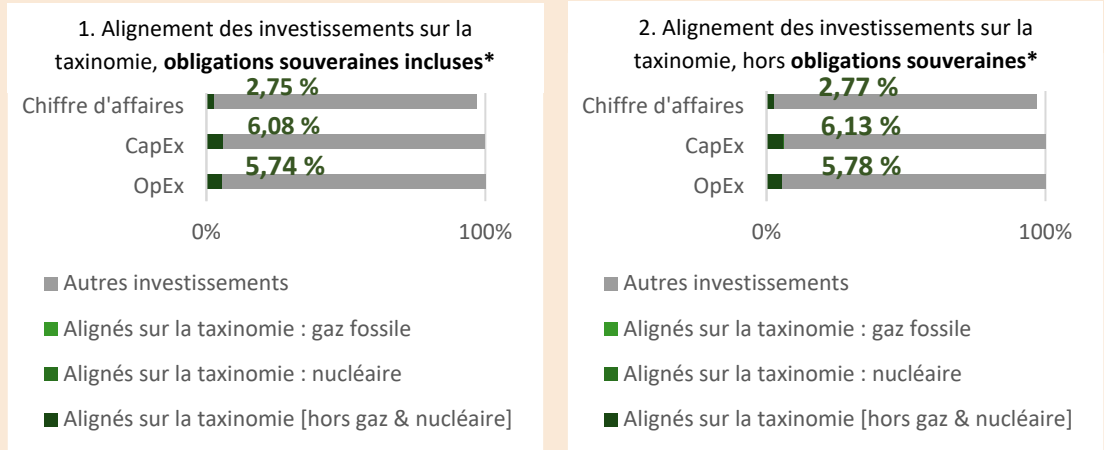 1. Alignement des investissements sur la
taxinomie, obligations souveraines incluses*
Chiffre d'affaires
2,75 %
CapEx
6,08 %
OpEx
5,74 %
0%
100%
Autres investissements
Alignés sur la taxinomie : gaz fossile
Alignés sur la taxinomie : nucléaire
Alignés sur la taxinomie [hors gaz & nucléaire]
2. Alignement des investissements sur la
taxinomie, hors obligations souveraines*
Chiffre d'affaires
2,77 %
CapEx
6,13 %
OpEx
5,78 %
0%
100%
Autres investissements
Alignés sur la taxinomie : gaz fossile
Alignés sur la taxinomie : nucléaire
Alignés sur la taxinomie [hors gaz & nucléaire]